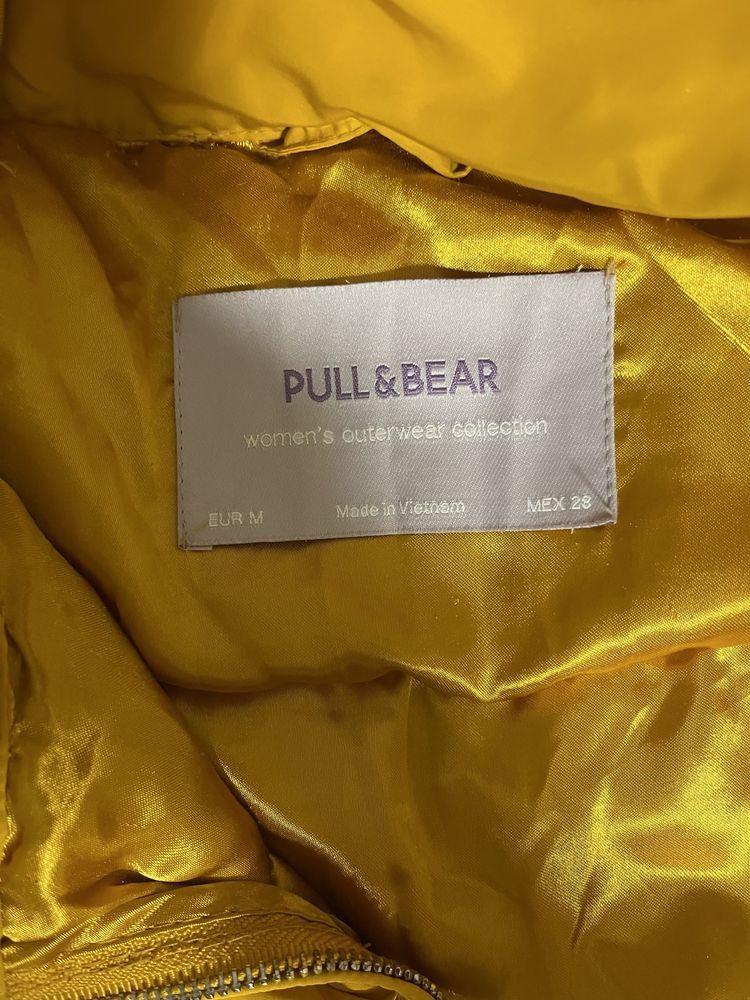 PULL&BEAR
women's outerwear collection
EUR M Made in Vietnam MEX 28